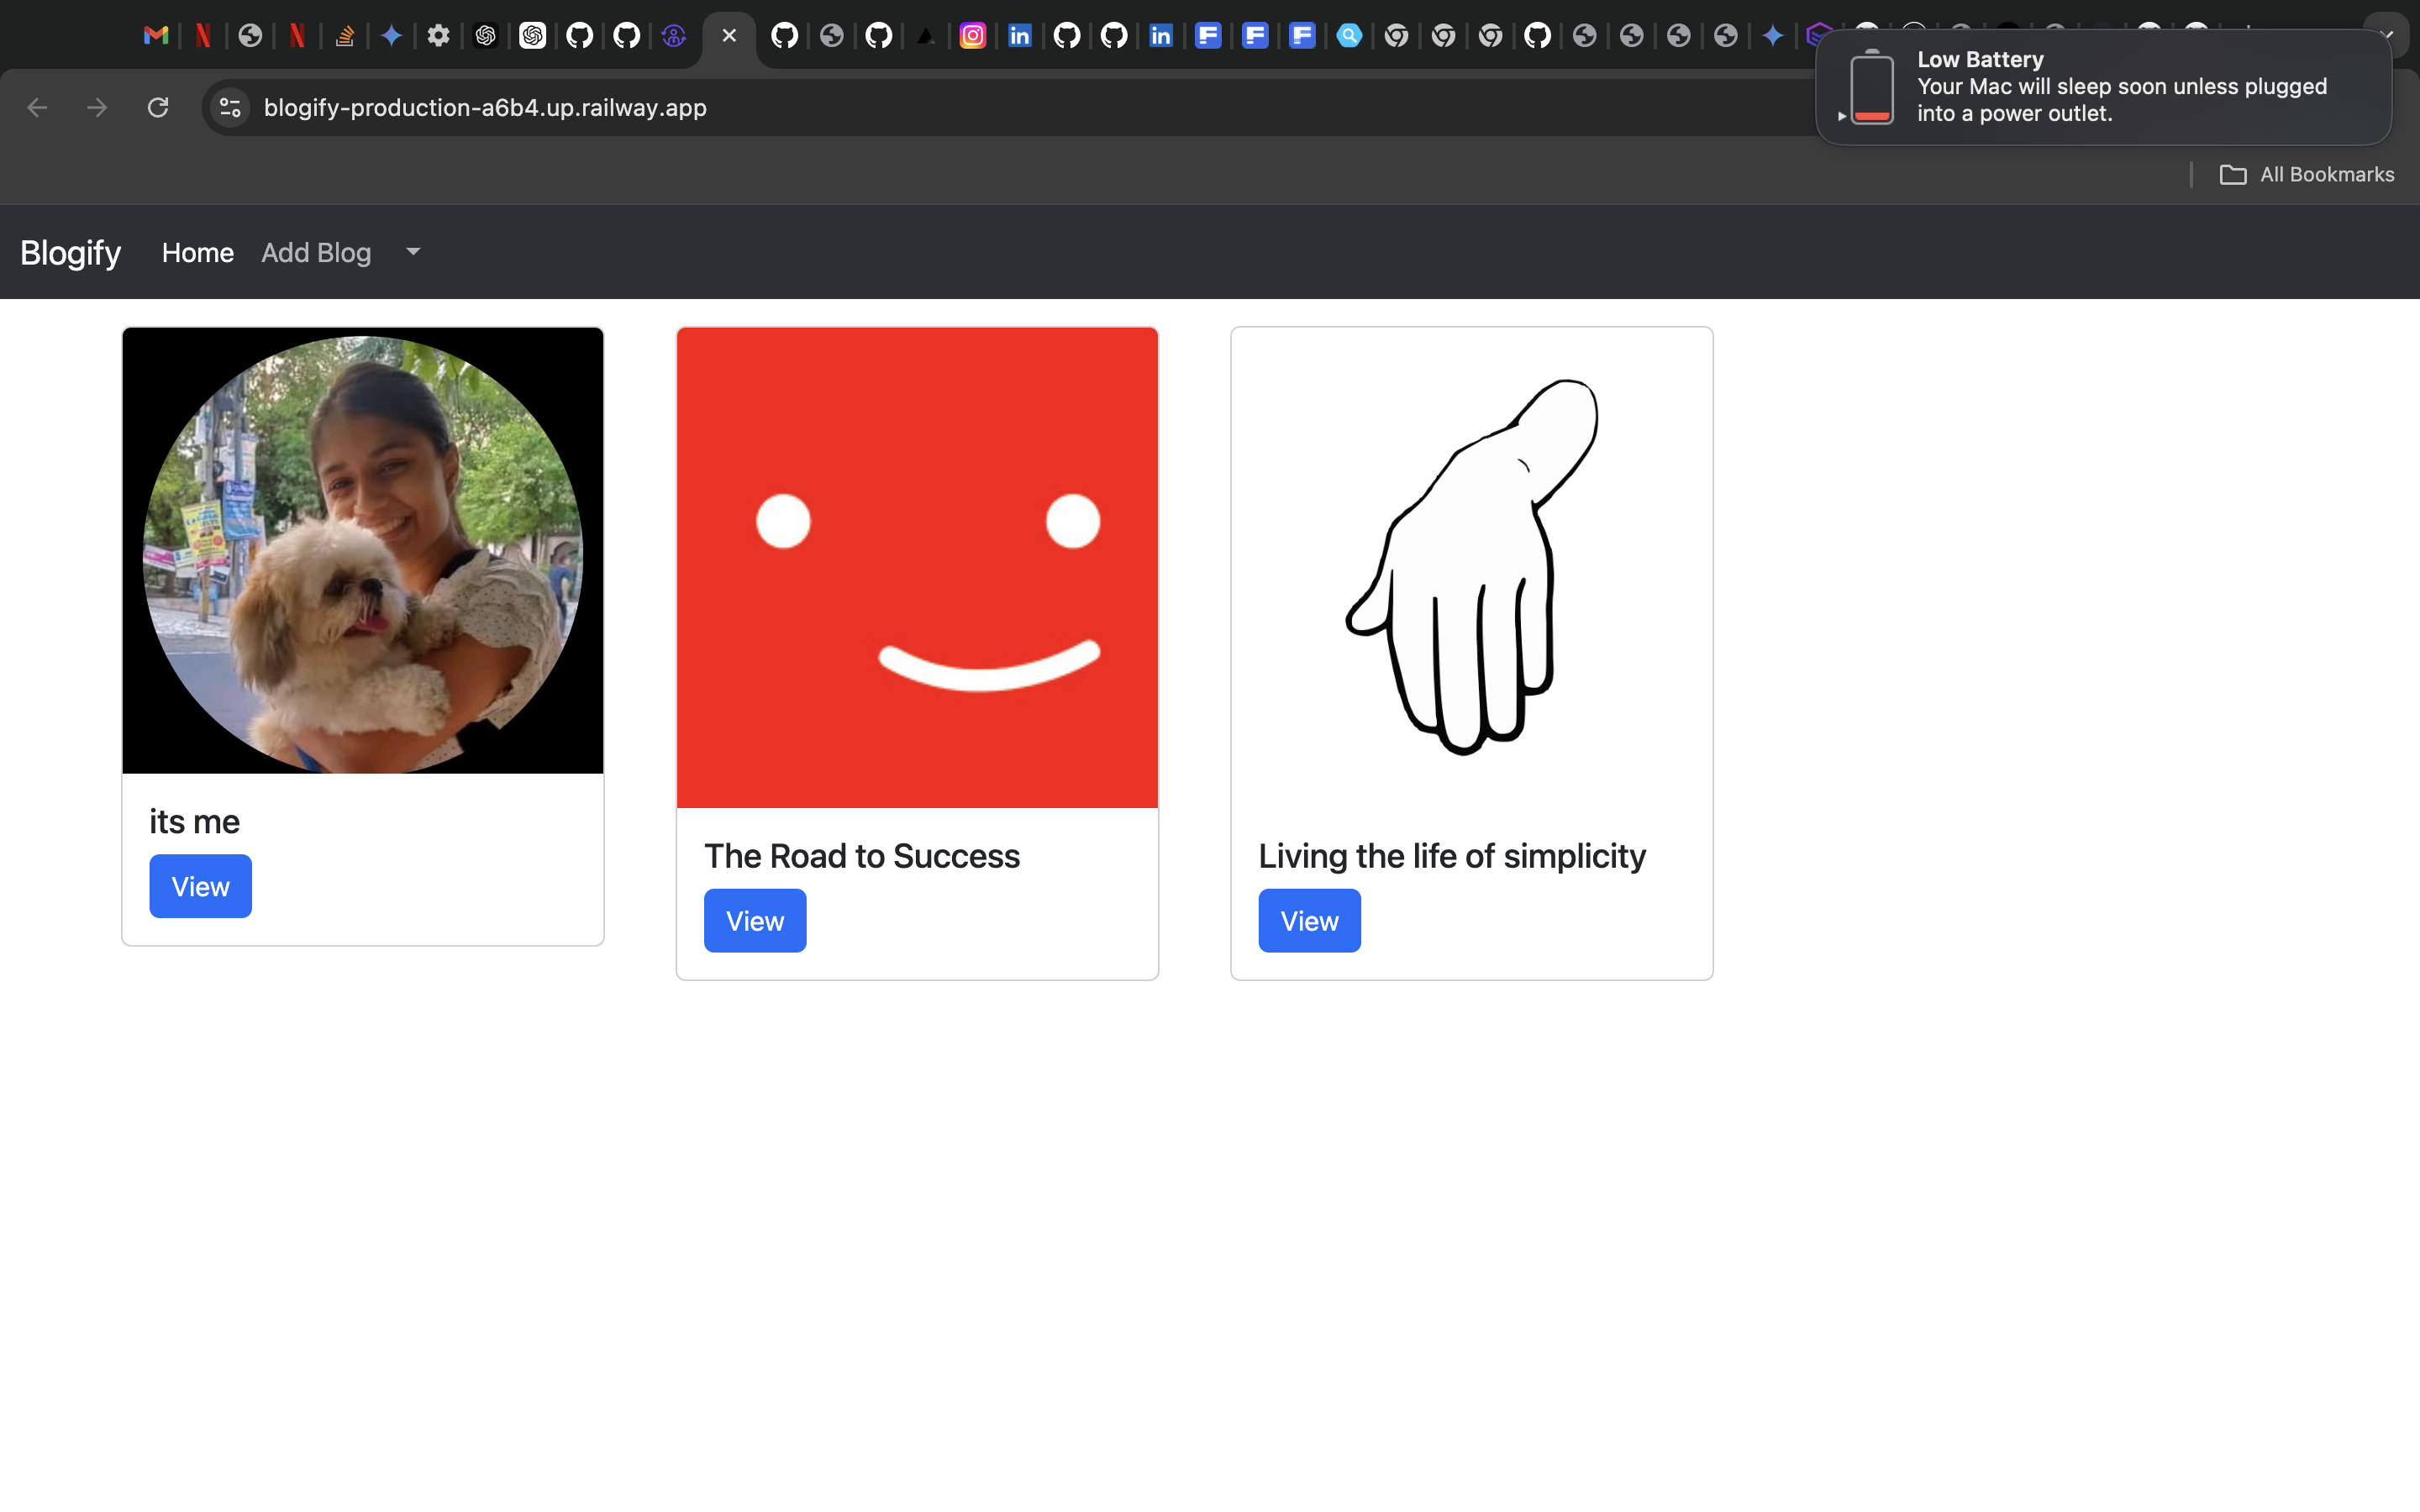 Low Battery
Your Mac will sleep soon unless plugged
into a power outlet.
blogify-production-a6b4.up.railway.app
All Bookmarks
Blogify
Home
Add Blog
its me
View
The Road to Success
View
Living the life of simplicity
View